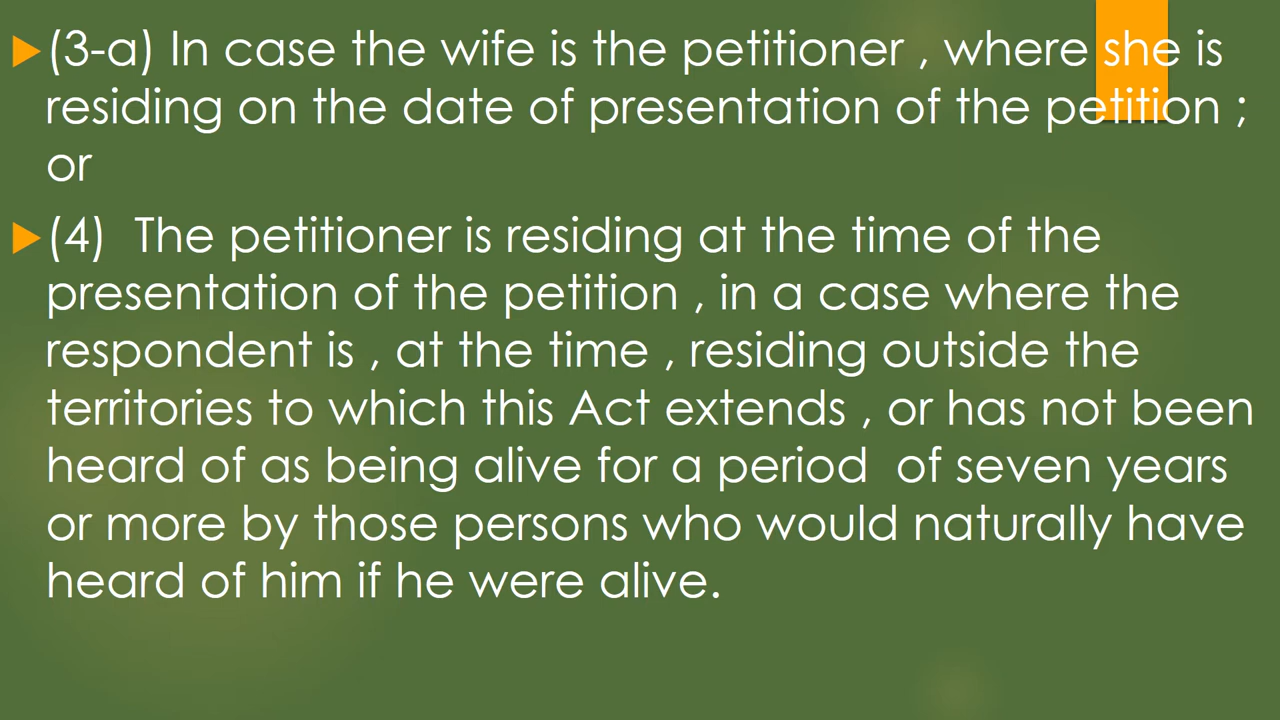 (3-a) In case the wife is the petitioner , where she is
residing on the date of presentation of the petition ;
or
(4)  The petitioner is residing at the time of the
presentation of the petition , in a case where the
respondent is , at the time , residing outside the
territories to which this Act extends , or has not been
heard of as being alive for a period  of seven years
or more by those persons who would naturally have
heard of him if he were alive.